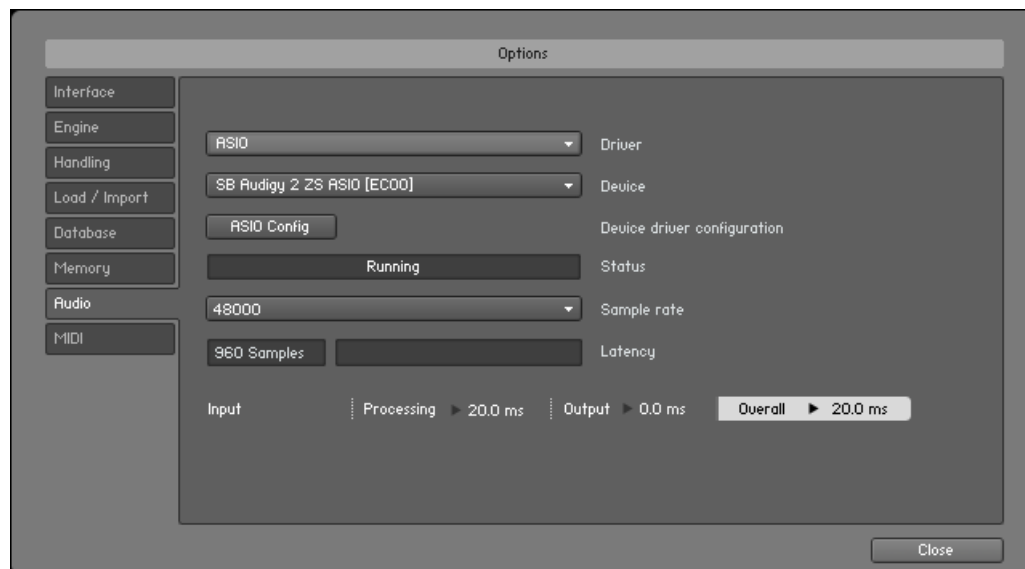 Options
Interface
Engine
Handling
Load / Import
Database
Memory
Audio
MIDI
ASIO Driver
SB Audigy 2 ZS ASIO [EC00] Device
ASIO Config Device driver configuration
Running Status
48000 Sample rate
960 Samples Latency
Input Processing 20.0 ms Output 0.0 ms Overall 20.0 ms
Close